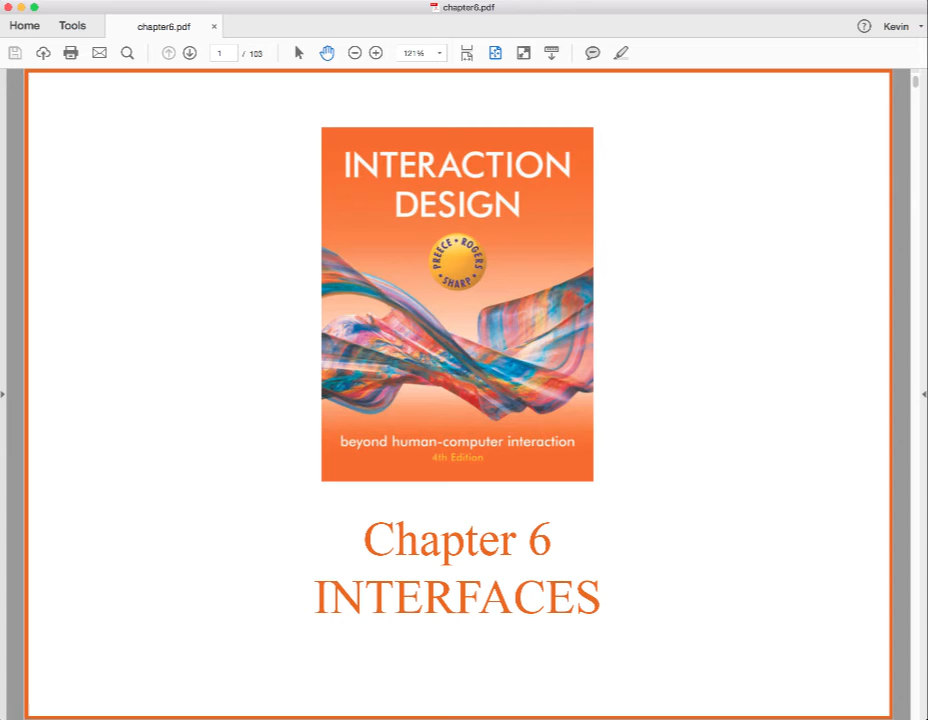 chapter6.pdf
Home Tools chapter6.pdf × ? Kevin
1 / 103 121%
INTERACTION
DESIGN
PREECE • ROGERS • SHARP •
beyond human-computer interaction
4th Edition
Chapter 6
INTERFACES